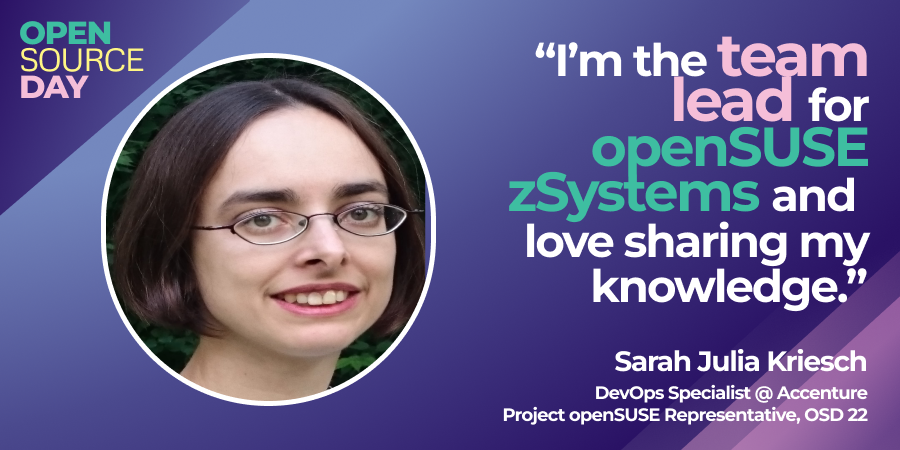 OPEN
SOURCE
DAY
“I’m the team
lead for
openSUSE
zSystems and
love sharing my
knowledge.”
Sarah Julia Kriesch
DevOps Specialist @ Accenture
Project openSUSE Representative, OSD 22